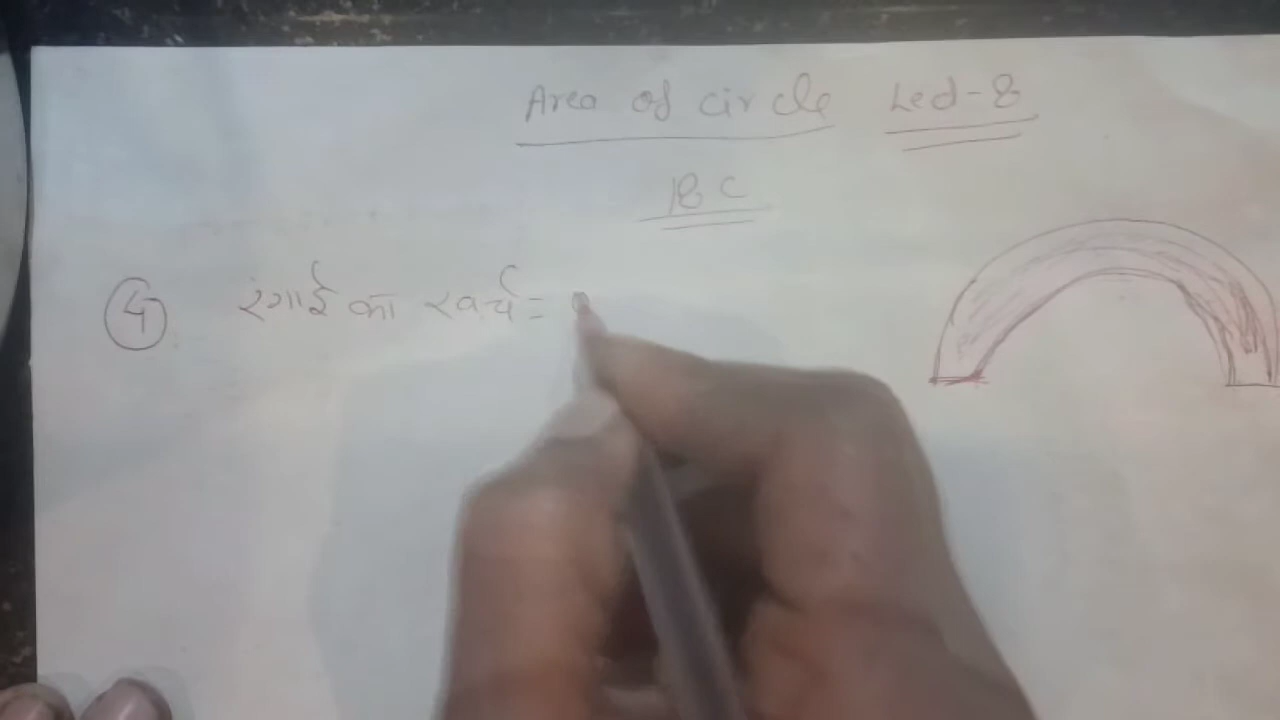 Area of circle Led-8
18 C
4 रंगाई का खर्च =